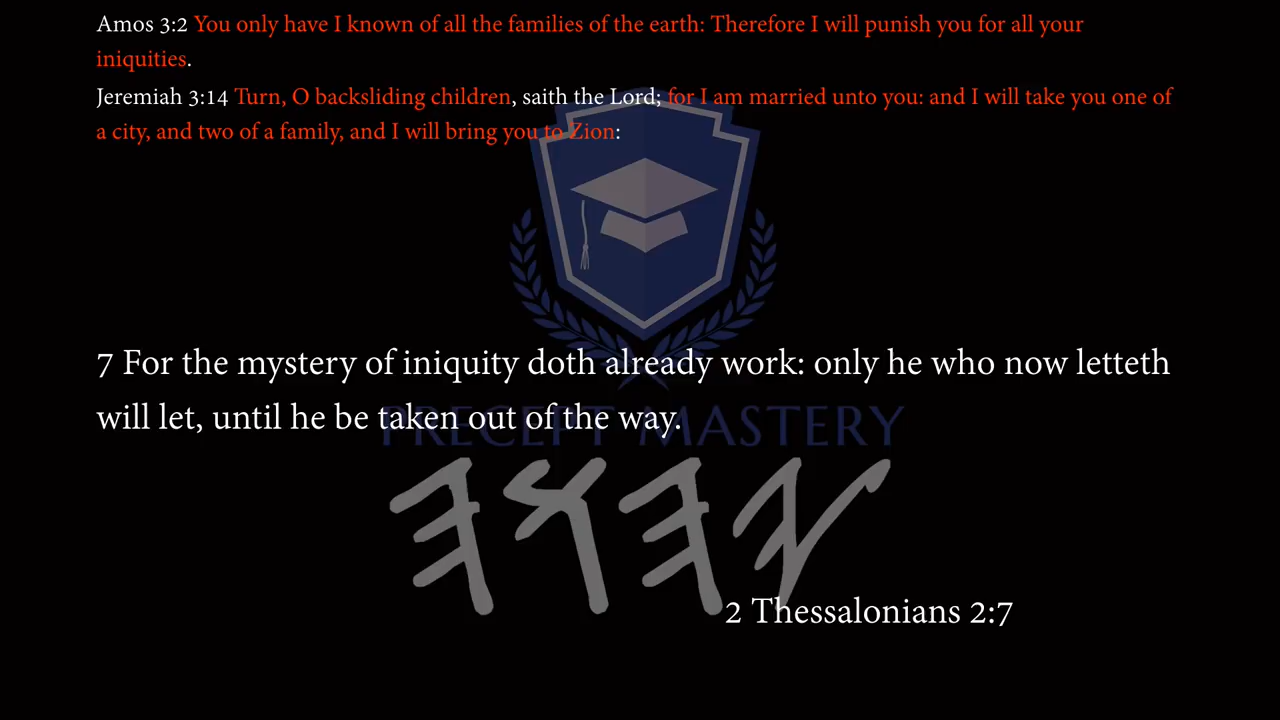 Amos 3:2 You only have I known of all the families of the earth: Therefore I will punish you for all your
iniquities.
Jeremiah 3:14 Turn, O backsliding children, saith the Lord; for I am married unto you: and I will take you one of
a city, and two of a family, and I will bring you to Zion:
7 For the mystery of iniquity doth already work: only he who now letteth
will let, until he be taken out of the way.
PRECEPT MASTERY
𐤉𐤄𐤅𐤄
2 Thessalonians 2:7